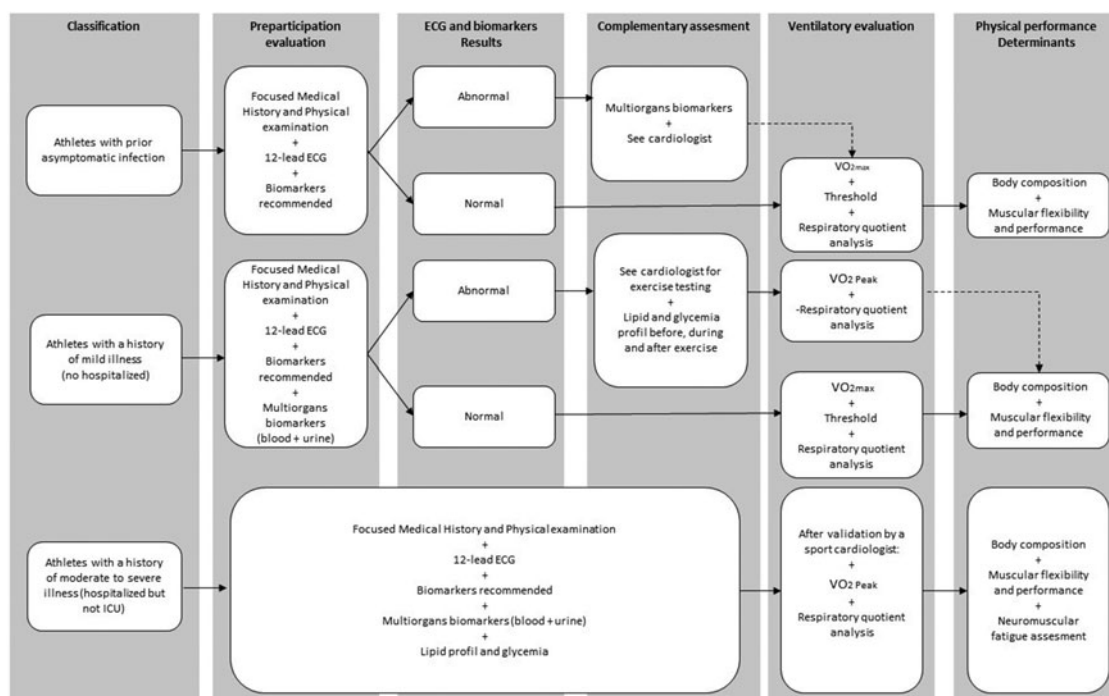 Classification
Preparticipation
evaluation
ECG and biomarkers
Results
Complementary assesment
Ventilatory evaluation
Physical performance
Determinants
Athletes with prior
asymptomatic infection
Focused Medical
History and Physical
examination
+
12-lead ECG
+
Biomarkers
recommended
Abnormal
Normal
Multiorgans biomarkers
+
See cardiologist
VO2max
+
Threshold
+
Respiratory quotient
analysis
Body composition
+
Muscular flexibility
and performance
Athletes with a history
of mild illness
(no hospitalized)
Focused Medical
History and Physical
examination
+
12-lead ECG
+
Biomarkers
recommended
+
Multiorgans
biomarkers
(blood + urine)
Abnormal
Normal
See cardiologist for
exercise testing
+
Lipid and glycemia
profil before, during
and after exercise
VO2 Peak
+
-Respiratory quotient
analysis
VO2max
+
Threshold
+
Respiratory quotient
analysis
Body composition
+
Muscular flexibility
and performance
Athletes with a history
of moderate to severe
illness (hospitalized but
not ICU)
Focused Medical History and Physical examination
+
12-lead ECG
+
Biomarkers recommended
+
Multiorgans biomarkers (blood + urine)
+
Lipid profil and glycemia
After validation by a
sport cardiologist:
+
VO2 Peak
+
Respiratory quotient
analysis
Body composition
+
Muscular flexibility
and performance
+
Neuromuscular
fatigue assesment